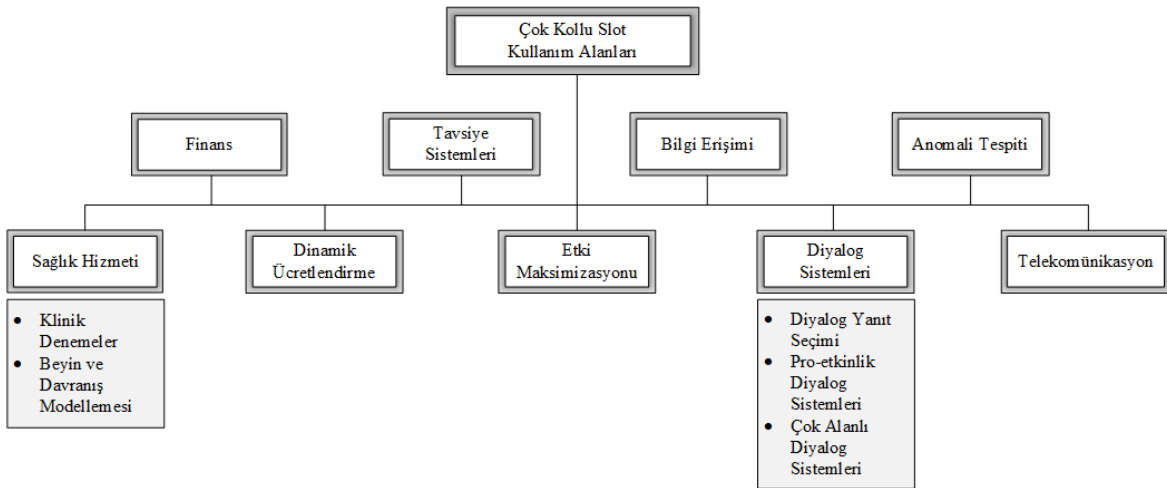 Çok Kollu Slot
Kullanım Alanları
Finans
Tavsiye
Sistemleri
Bilgi Erişimi
Anomali Tespiti
Sağlık Hizmeti
Dinamik
Ücretlendirme
Etki
Maksimizasyonu
Diyalog
Sistemleri
Telekomünikasyon
• Klinik
Denemeler
• Beyin ve
Davranış
Modellemesi
• Diyalog Yanıt
Seçimi
• Pro-etkinlik
Diyalog
Sistemleri
• Çok Alanlı
Diyalog
Sistemleri